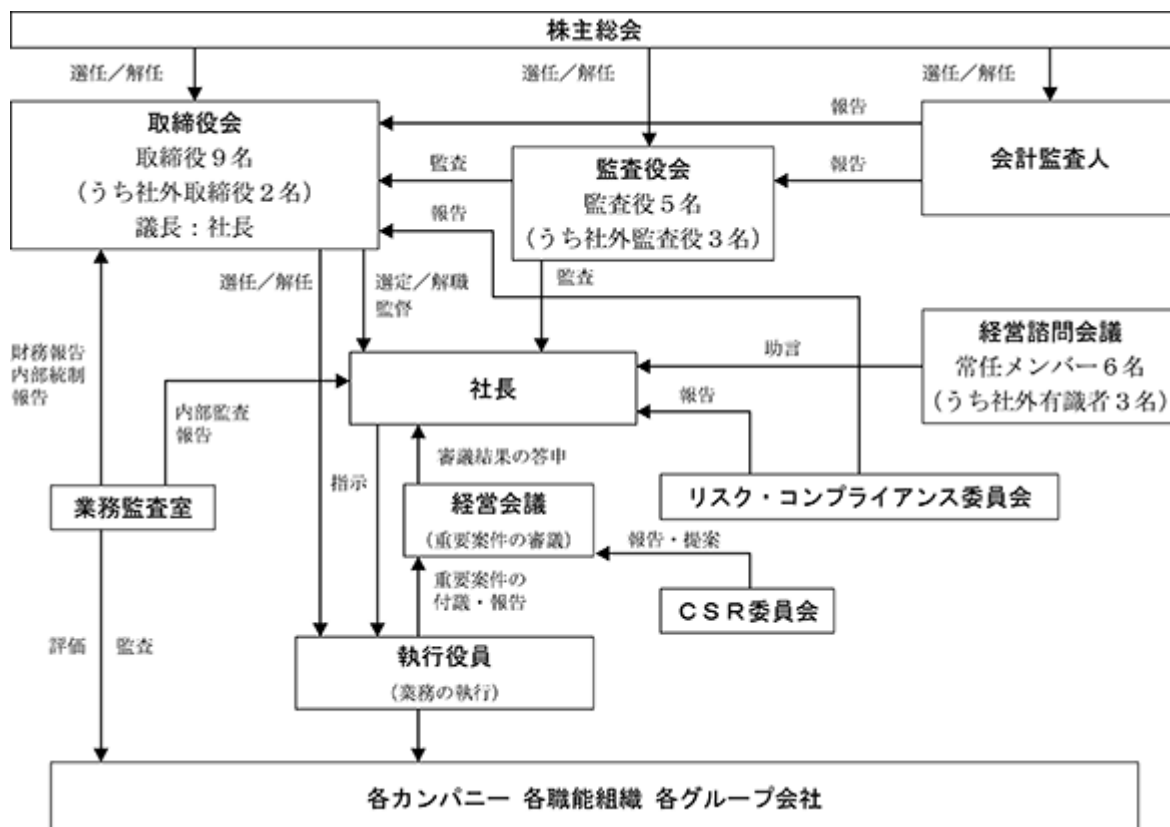 株主総会
選任／解任
選任／解任
選任／解任
取締役会
取締役９名
(うち社外取締役２名)
議長：社長
報告
会計監査人
監査
監査役会
監査役５名
(うち社外監査役３名)
報告
報告
選任／解任
選定／解職
監督
監査
財務報告
内部統制
報告
経営諮問会議
常任メンバー６名
(うち社外有識者３名)
助言
社長
内部監査
報告
報告
審議結果の答申
指示
業務監査室
経営会議
(重要案件の審議)
リスク・コンプライアンス委員会
報告・提案
重要案件の
付議・報告
ＣＳＲ委員会
評価
監査
執行役員
(業務の執行)
各カンパニー 各職能組織 各グループ会社